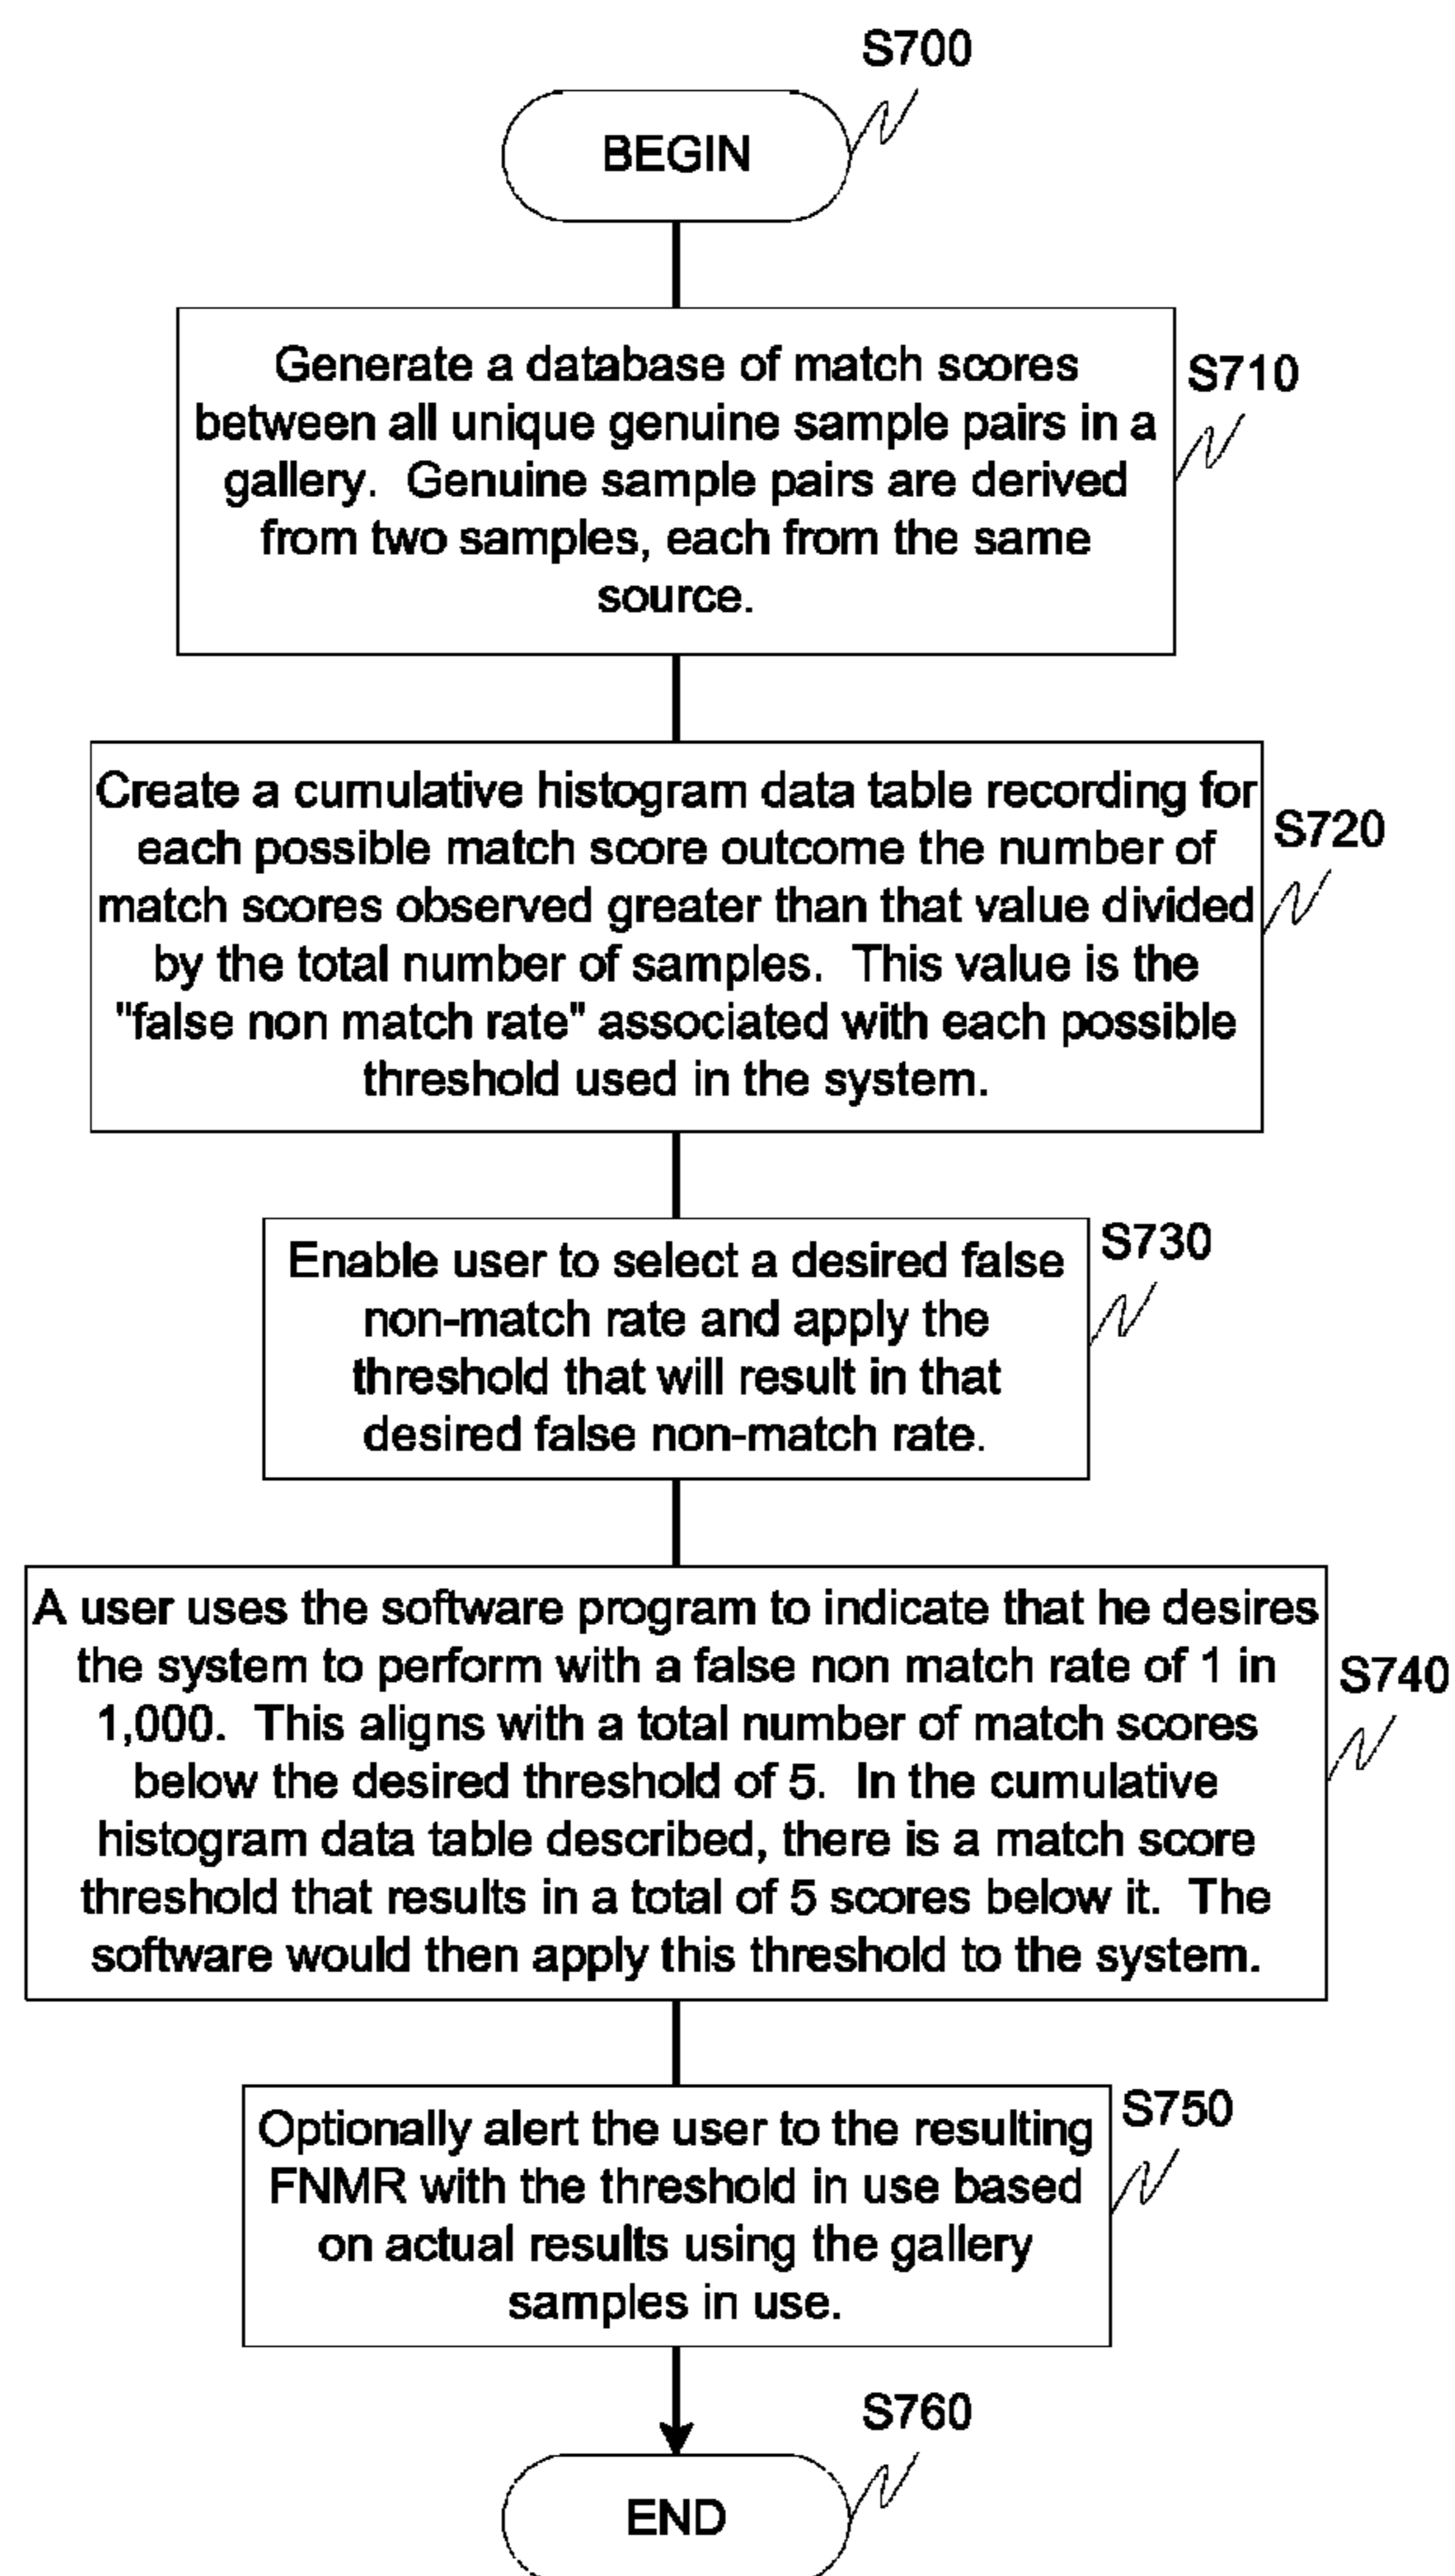 S700
BEGIN
Generate a database of match scores
between all unique genuine sample pairs in a
gallery.  Genuine sample pairs are derived
from two samples, each from the same
source.
S710
Create a cumulative histogram data table recording for
each possible match score outcome the number of
match scores observed greater than that value divided
by the total number of samples.  This value is the
"false non match rate" associated with each possible
threshold used in the system.
S720
Enable user to select a desired false
non-match rate and apply the
threshold that will result in that
desired false non-match rate.
S730
A user uses the software program to indicate that he desires
the system to perform with a false non match rate of 1 in
1,000.  This aligns with a total number of match scores
below the desired threshold of 5.  In the cumulative
histogram data table described, there is a match score
threshold that results in a total of 5 scores below it.  The
software would then apply this threshold to the system.
S740
Optionally alert the user to the resulting
FNMR with the threshold in use based
on actual results using the gallery
samples in use.
S750
S760
END